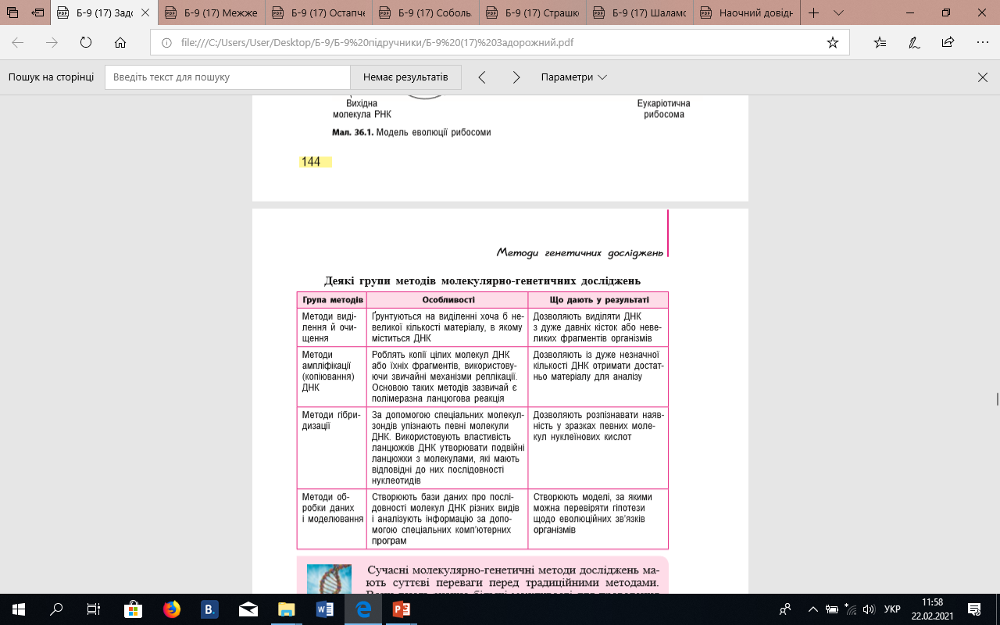 Б-9 (17) Задо
Б-9 (17) Межже
Б-9 (17) Остапче
Б-9 (17) Соболь.
Б-9 (17) Страшко
Б-9 (17) Шаламо
Наочний довідн
file:///C:/Users/User/Desktop/Б-9/Б-9%20підручники/Б-9%20(17)%20Задорожний.pdf
Пошук на сторінці
Введіть текст для пошуку
Немає результатів
Параметри
Вихідна
молекула РНК
Еукаріотична
рибосома
Мал. 36.1. Модель еволюції рибосоми
144
Методи генетичних досліджень
Деякі групи методів молекулярно-генетичних досліджень
Група методів
Особливості
Що дають у результаті
Методи виді-
лення й очи-
щення
Ґрунтуються на виділенні хоча б не-
великої кількості матеріалу, в якому
міститься ДНК
Дозволяють виділяти ДНК
з дуже давніх кісток або неве-
ликих фрагментів організмів
Методи
ампліфікації
(копіювання)
ДНК
Роблять копії цілих молекул ДНК
або їхніх фрагментів, використову-
ючи звичайні механізми реплікації.
Основою таких методів зазвичай є
полімеразна ланцюгова реакція
Дозволяють із дуже незначної
кількості ДНК отримати достат-
ньо матеріалу для аналізу
Методи гібри-
дизації
За допомогою спеціальних молекул-
зондів упізнають певні молекули
ДНК. Використовують властивість
ланцюжків ДНК утворювати подвійні
ланцюжки з молекулами, які мають
відповідні до них послідовності
нуклеотидів
Дозволяють розпізнавати наяв-
ність у зразках певних моле-
кул нуклеїнових кислот
Методи об-
робки даних
і моделювання
Створюють бази даних про послі-
довності молекул ДНК різних видів
і аналізують інформацію за допо-
могою спеціальних комп'ютерних
програм
Створюють моделі, за якими
можна перевіряти гіпотези
щодо еволюційних зв'язків
організмів
Сучасні молекулярно-генетичні методи досліджень ма-
ють суттєві переваги перед традиційними методами.
B.
УКР
11:58
22.02.2021